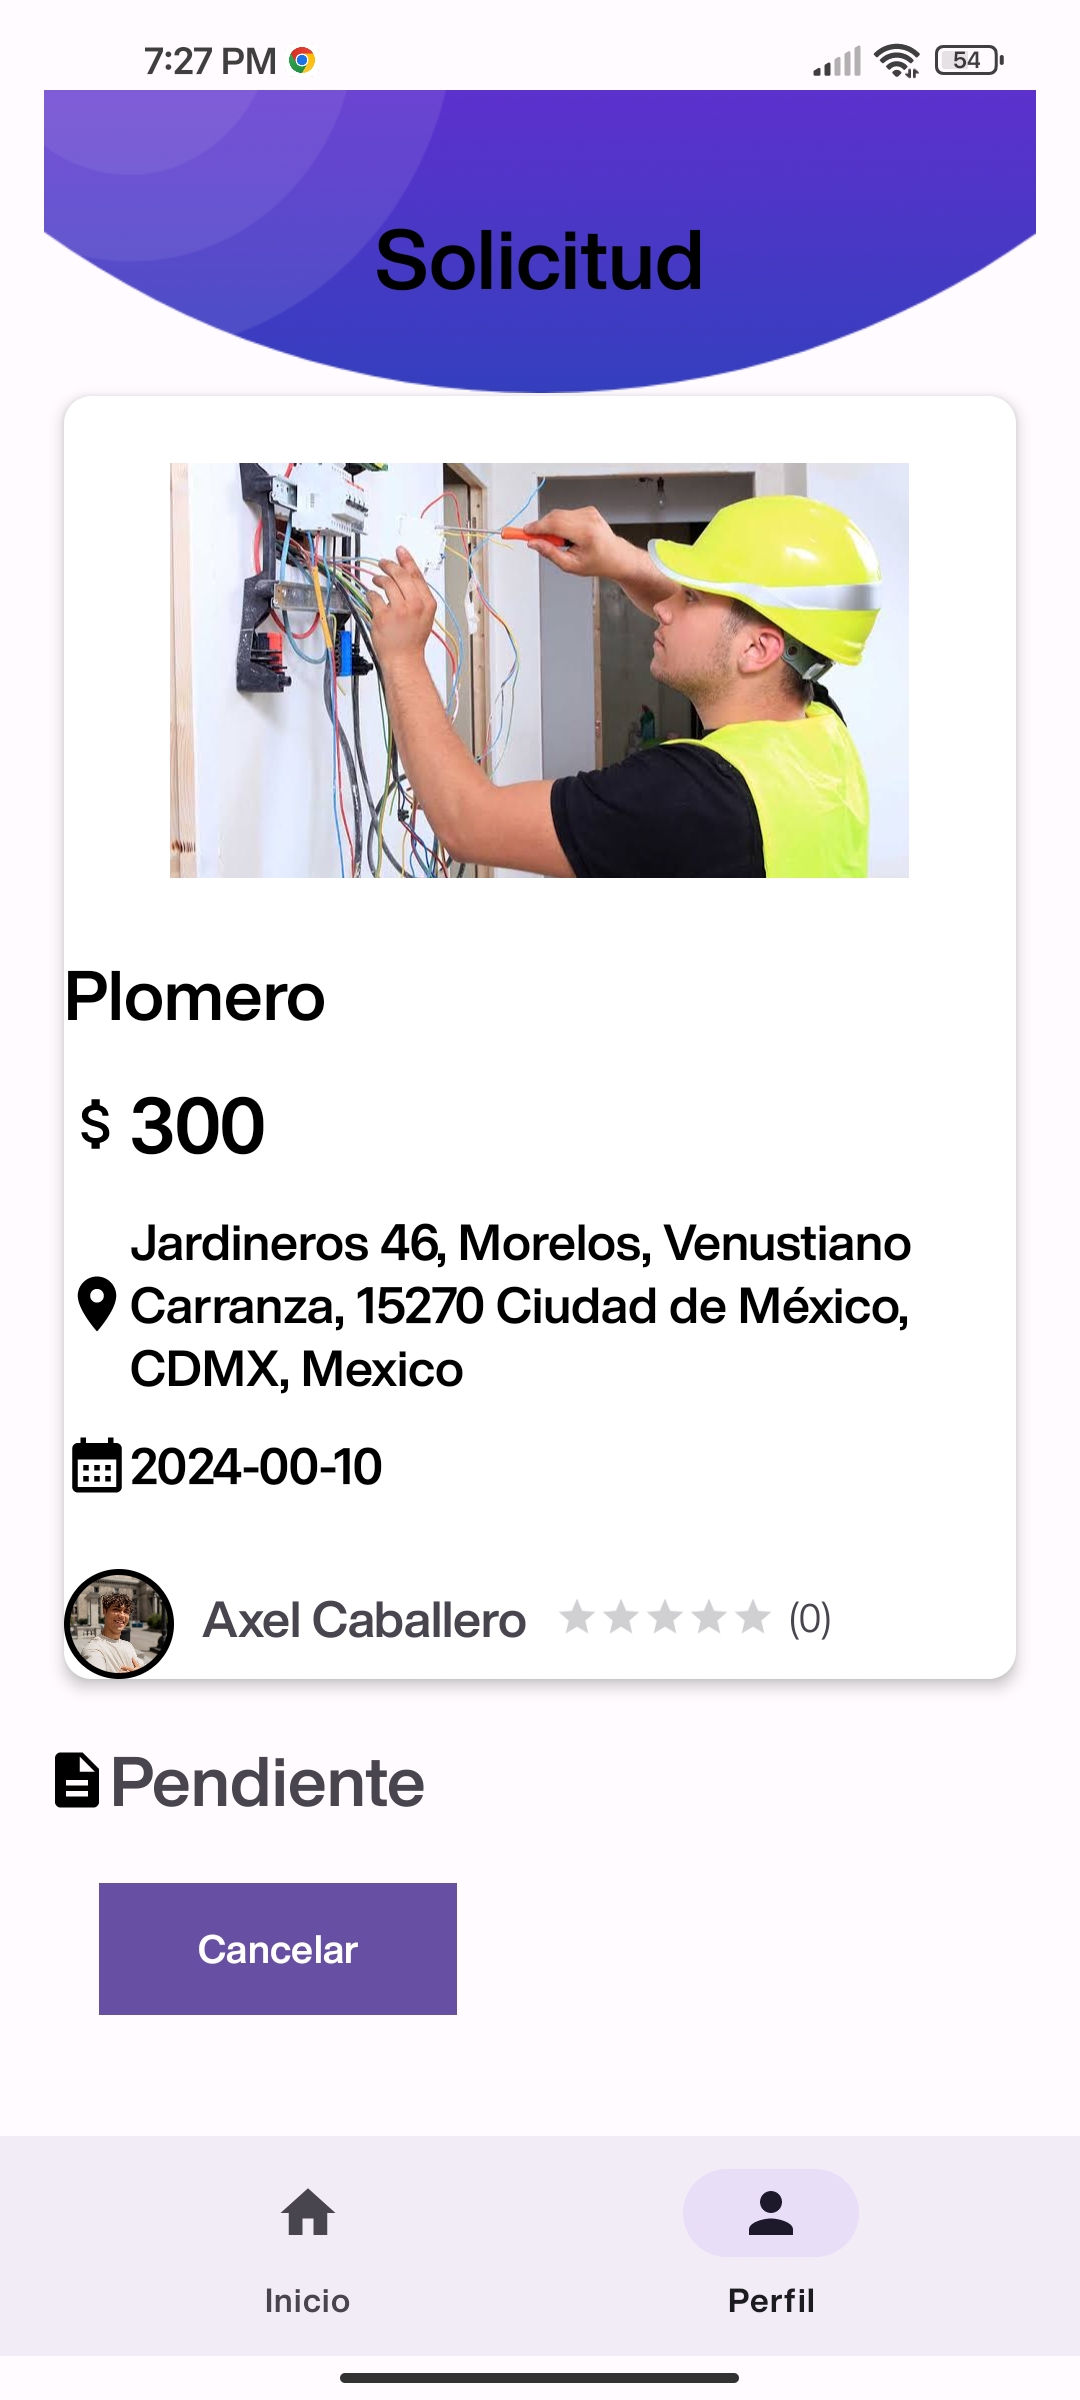 7:27 PM
54
Solicitud
Plomero
$ 300
Jardineros 46, Morelos, Venustiano
Carranza, 15270 Ciudad de México,
CDMX, Mexico
2024-00-10
Axel Caballero (0)
Pendiente
Cancelar
Inicio Perfil